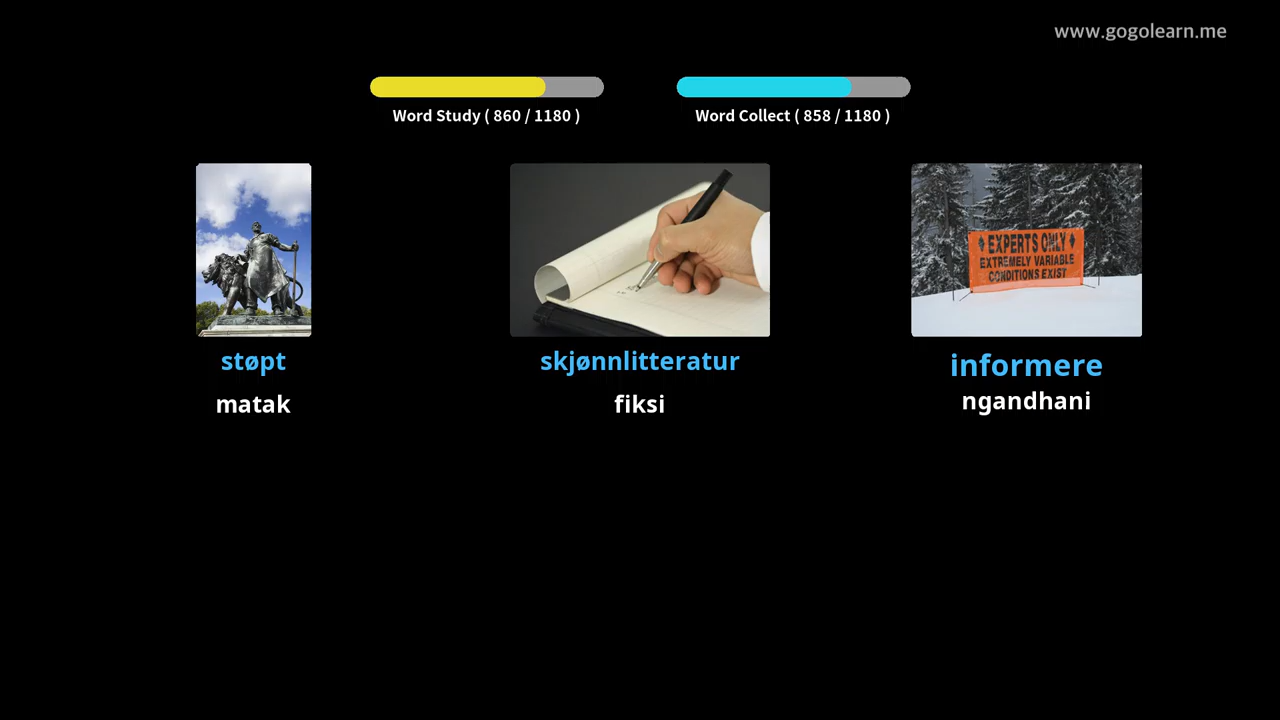 www.gogolearn.me
Word Study ( 860 / 1180 )
Word Collect ( 858 / 1180 )
EXPERTS ONLY
EXTREMELY VARIABLE
CONDITIONS EXIST
støpt
skjønnlitteratur
informere
matak
fiksi
ngandhani